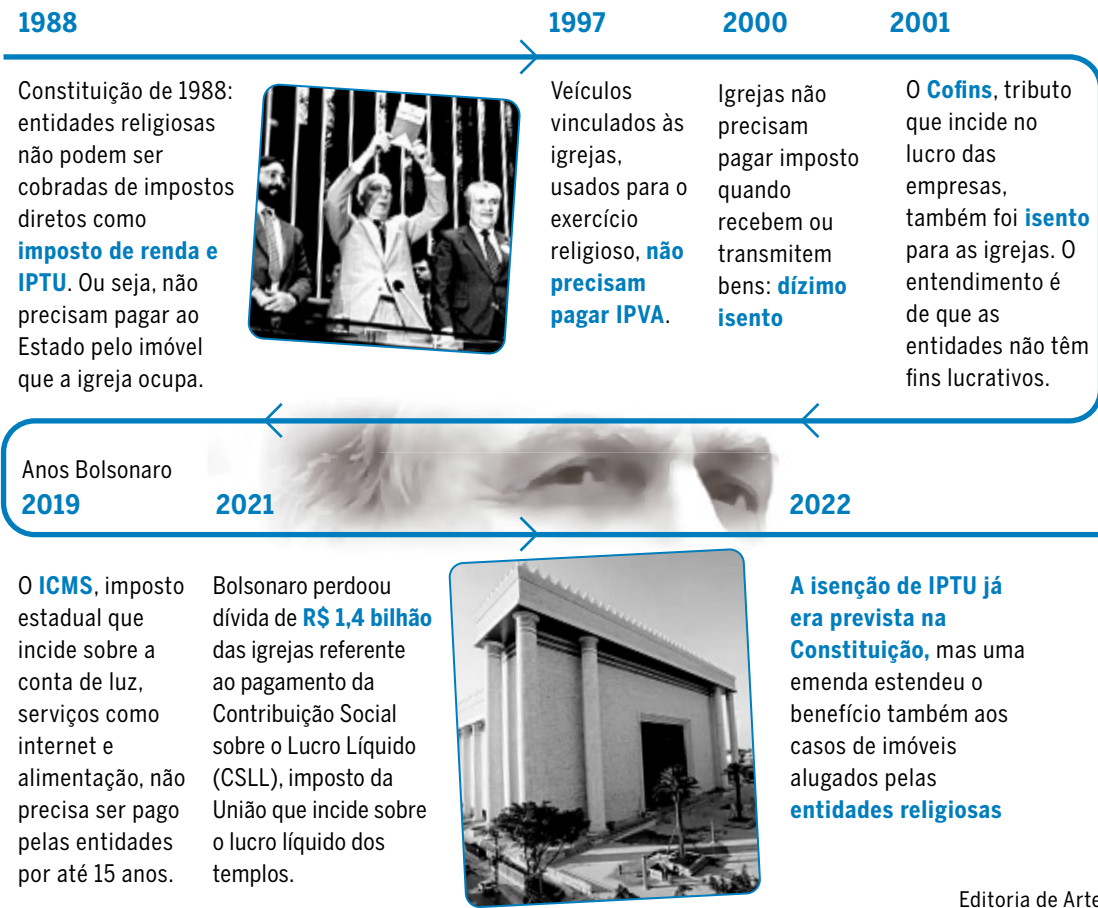 1988
Constituição de 1988:
entidades religiosas
não podem ser
cobradas de impostos
diretos como
imposto de renda e
IPTU. Ou seja, não
precisam pagar ao
Estado pelo imóvel
que a igreja ocupa.
1997
Veículos
vinculados às
igrejas,
usados para o
exercício
religioso, não
precisam
pagar IPVA.
2000
Igrejas não
precisam
pagar imposto
quando
recebem ou
transmitem
bens: dízimo
isento
2001
O Cofins, tributo
que incide no
lucro das
empresas,
também foi isento
para as igrejas. O
entendimento é
de que as
entidades não têm
fins lucrativos.
Anos Bolsonaro
2019
O ICMS, imposto
estadual que
incide sobre a
conta de luz,
serviços como
internet e
alimentação, não
precisa ser pago
pelas entidades
por até 15 anos.
2021
Bolsonaro perdoou
dívida de R$ 1,4 bilhão
das igrejas referente
ao pagamento da
Contribuição Social
sobre o Lucro Líquido
(CSLL), imposto da
União que incide sobre
o lucro líquido dos
templos.
2022
A isenção de IPTU já
era prevista na
Constituição, mas uma
emenda estendeu o
benefício também aos
casos de imóveis
alugados pelas
entidades religiosas
Editoria de Arte